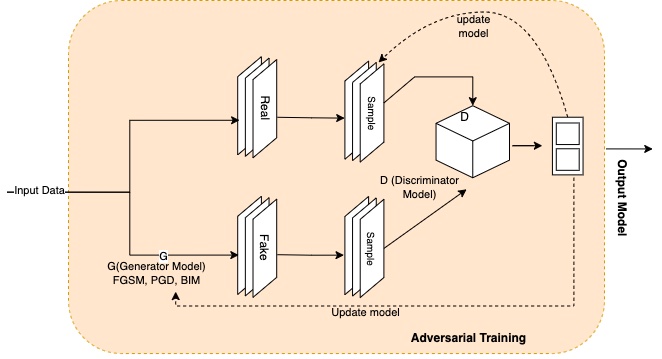 update
model
Real
Sample
D
Input Data
D (Discriminator
Model)
Output Model
G
Fake
Sample
G(Generator Model)
FGSM, PGD, BIM
Update model
Adversarial Training